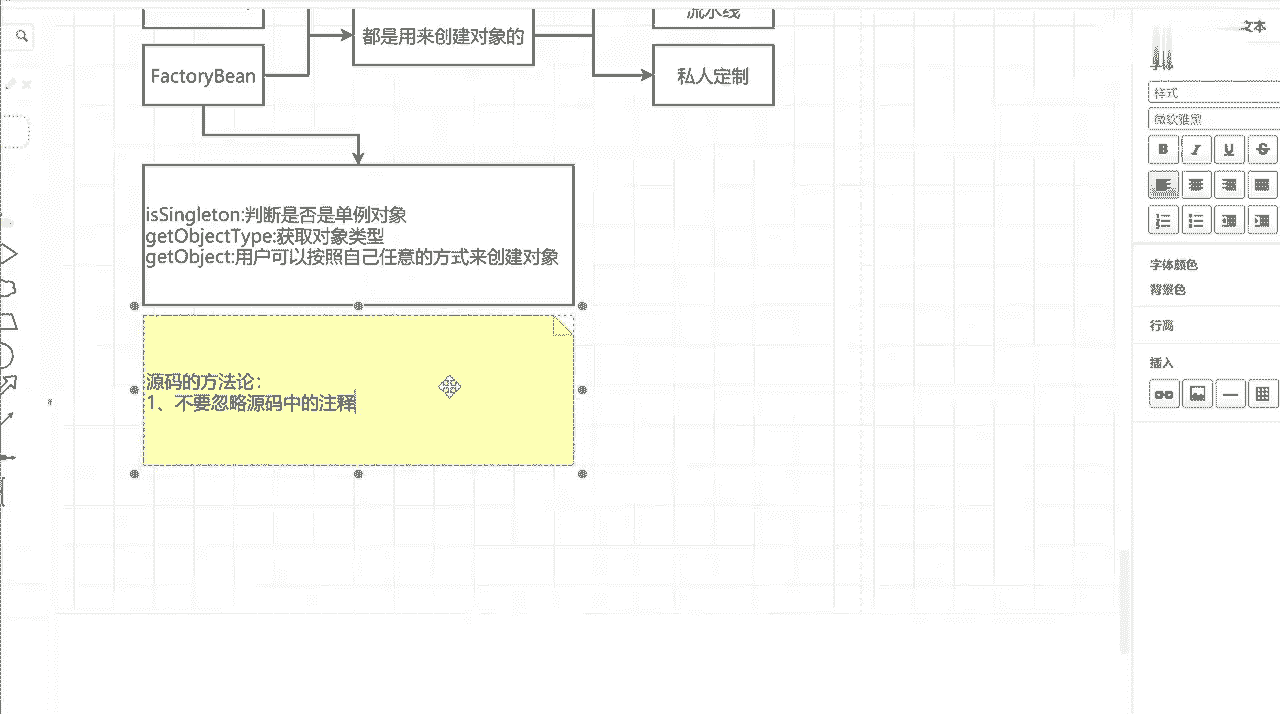 流水线
都是用来创建对象的
FactoryBean
私人定制
isSingleton:判断是否是单例对象
getObjectType:获取对象类型
getObject:用户可以按照自己任意的方式来创建对象
源码的方法论：
1、不要忽略源码中的注释
文本
字体
样式
微软雅黑
B I U S
字体颜色
背景色
行高
插入